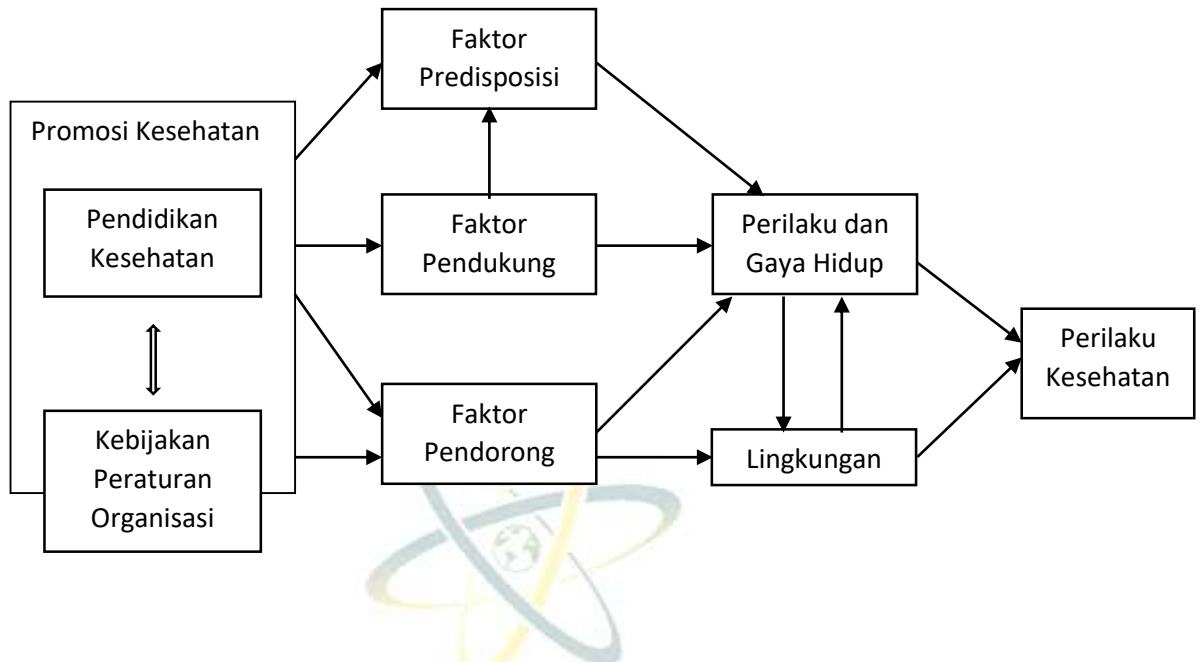 Promosi Kesehatan
Pendidikan
Kesehatan
Kebijakan
Peraturan
Organisasi
Faktor
Predisposisi
Faktor
Pendukung
Faktor
Pendorong
Perilaku dan
Gaya Hidup
Lingkungan
Perilaku
Kesehatan